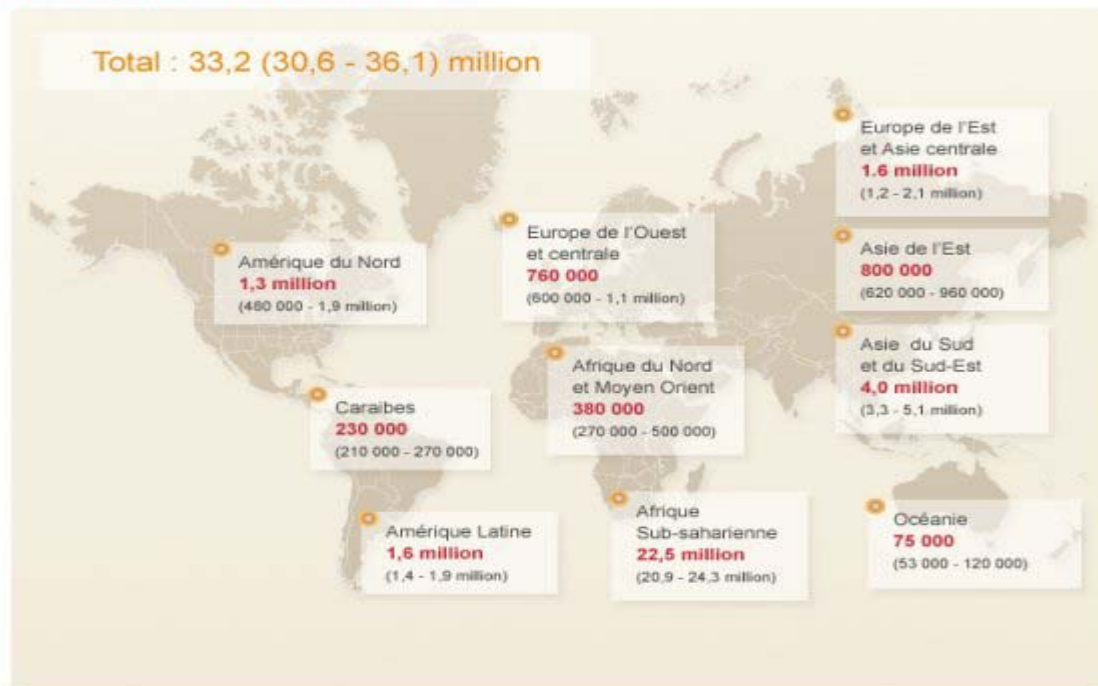 Total : 33,2 (30,6 - 36,1) million
Europe de l'Est
et Asie centrale
1.6 million
(1,2 - 2,1 million)
Europe de l'Ouest
et centrale
760 000
(600 000 - 1,1 million)
Amérique du Nord
1,3 million
(480 000 - 1,9 million)
Asie de l'Est
800 000
(620 000 - 960 000)
Asie du Sud
et du Sud-Est
4,0 million
(3,3 - 5,1 million)
Afrique du Nord
et Moyen Orient
380 000
(270 000 - 500 000)
Caraibes
230 000
(210 000 - 270 000)
Amérique Latine
1,6 million
(1,4 - 1,9 million)
Afrique
Sub-saharienne
22,5 million
(20,9 - 24,3 million)
Océanie
75 000
(53 000 - 120 000)